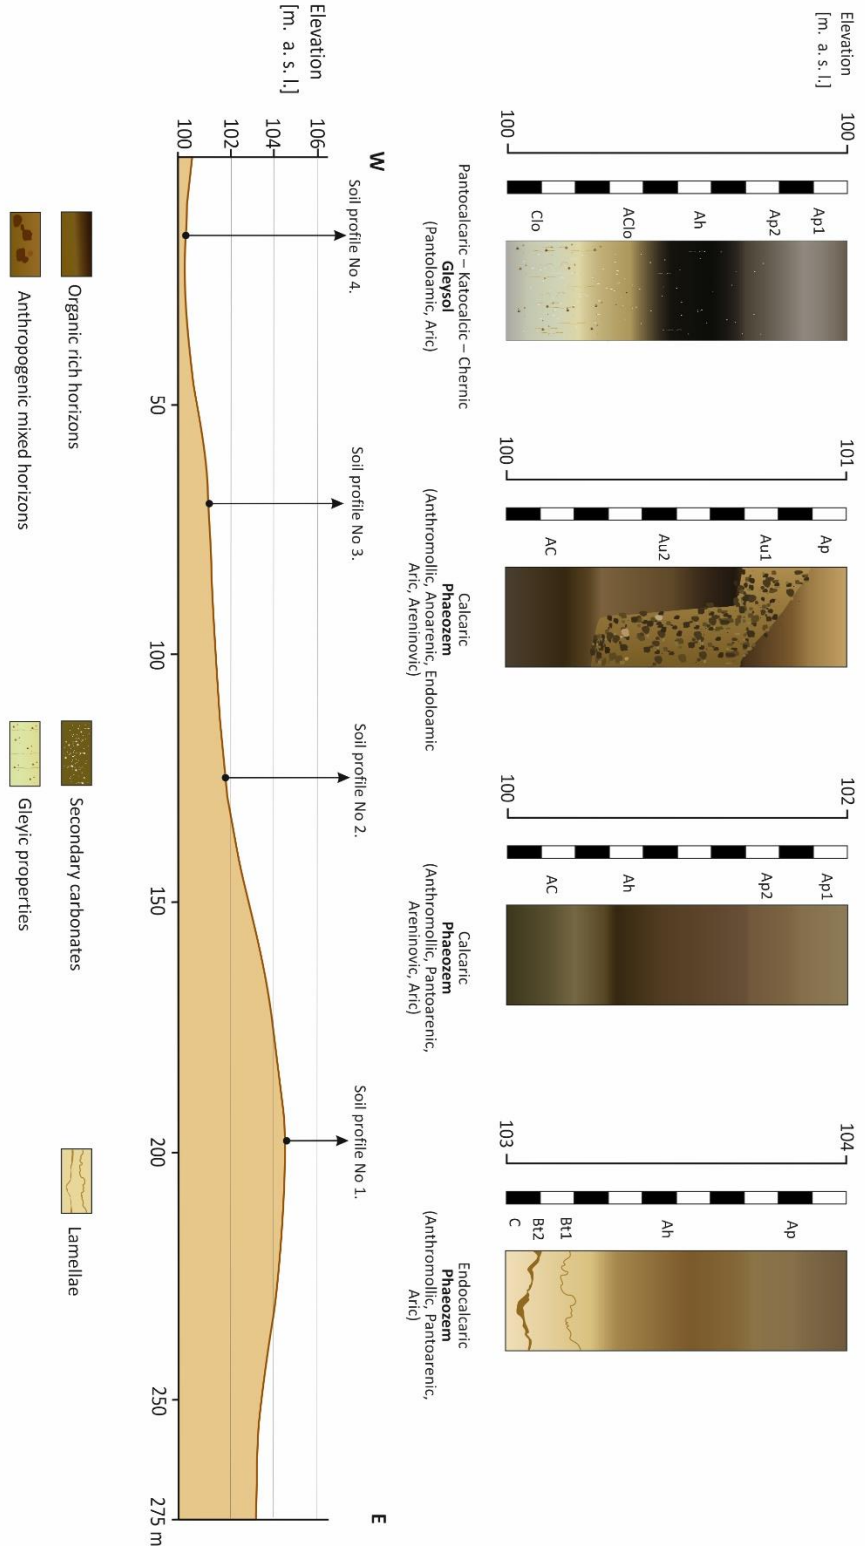 Elevation
[m. a. s. l.]
100
100
Ap1
Ap2
Ah
AClo
Clo
Pantocalcaric – Katocalcic – Chernic
Gleysol
(Pantoloamic, Aric)
101
100
Ap
Au1
Au2
AC
Calcaric
Phaeozem
(Anthromollic, Anoarenic, Endoloamic
Aric, Areninovic)
102
100
Ap1
Ap2
Ah
AC
Calcaric
Phaeozem
(Anthromollic, Pantoarenic,
Areninovic, Aric)
104
103
Ap
Ah
Bt1
Bt2
C
Endocalcaric
Phaeozem
(Anthromollic, Pantoarenic,
Aric)
W
E
Elevation
[m. a. s. l.]
106
104
102
100
Soil profile No 4.
Soil profile No 3.
Soil profile No 2.
Soil profile No 1.
50
100
150
200
250
275 m
Organic rich horizons
Secondary carbonates
Lamellae
Anthropogenic mixed horizons
Gleyic properties